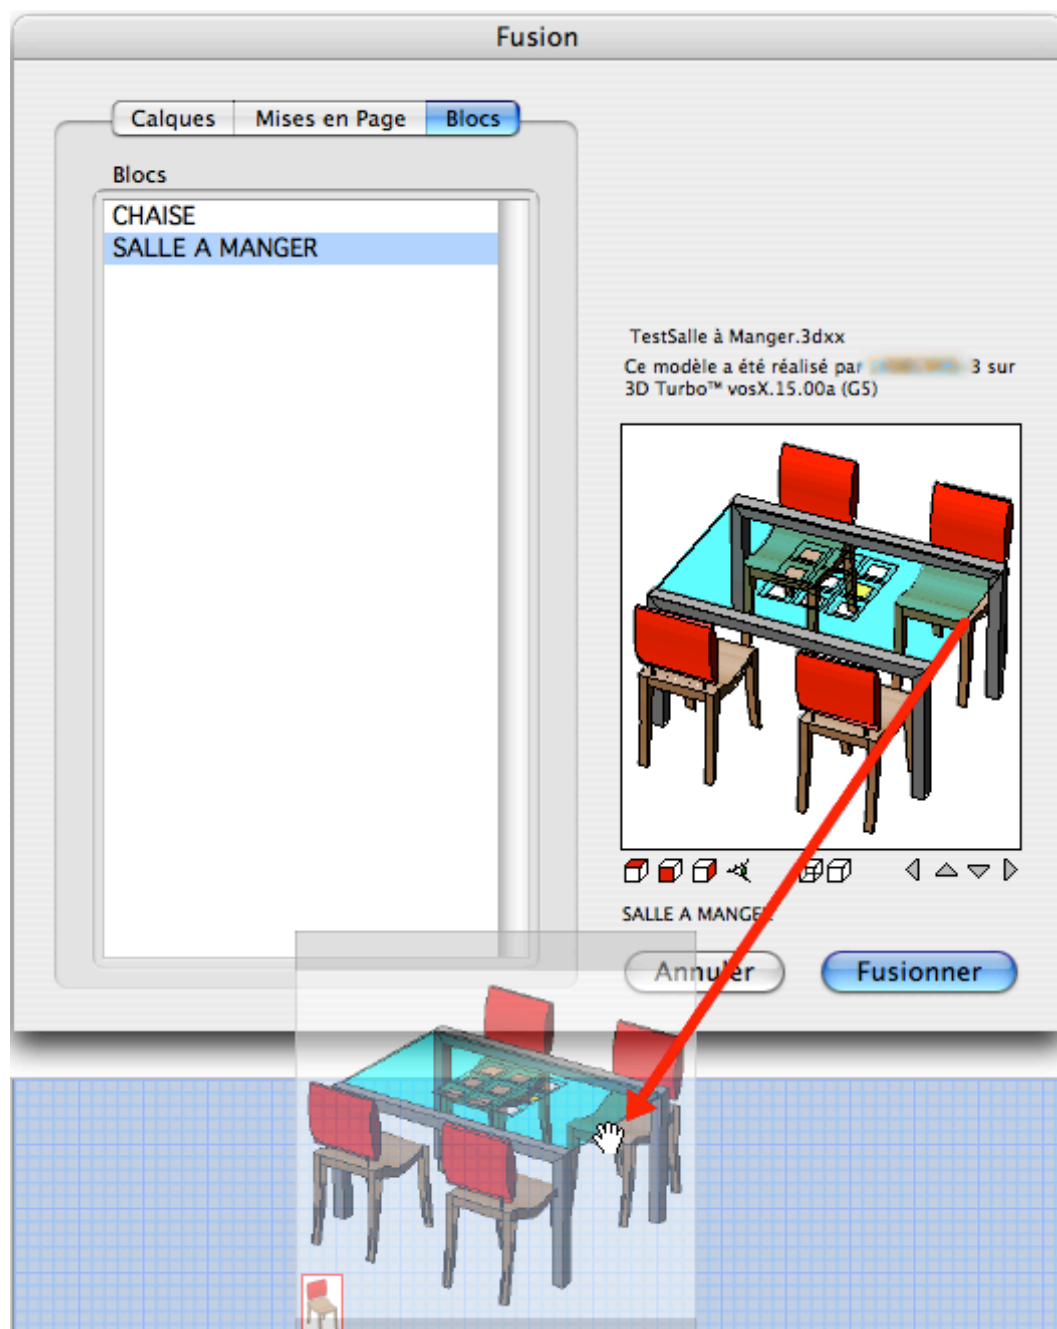 Fusion
Calques Mises en Page Blocs
Blocs
CHAISE
SALLE A MANGER
TestSalle à Manger.3dxx
Ce modèle a été réalisé par 3 sur
3D Turbo™ vosX.15.00a (G5)
SALLE A MANGER
Annuler Fusionner